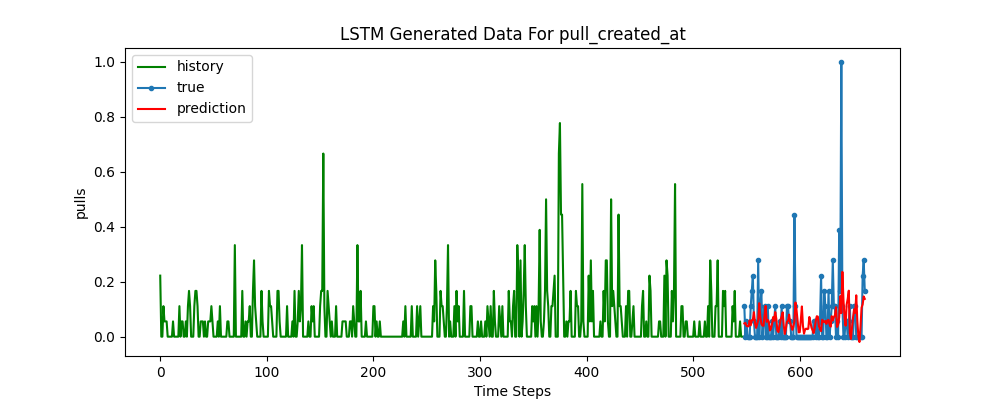 LSTM Generated Data For pull_created_at
history
true
prediction
1.0
0.8
0.6
0.4
0.2
0.0
pulls
0
100
200
300
400
500
600
Time Steps